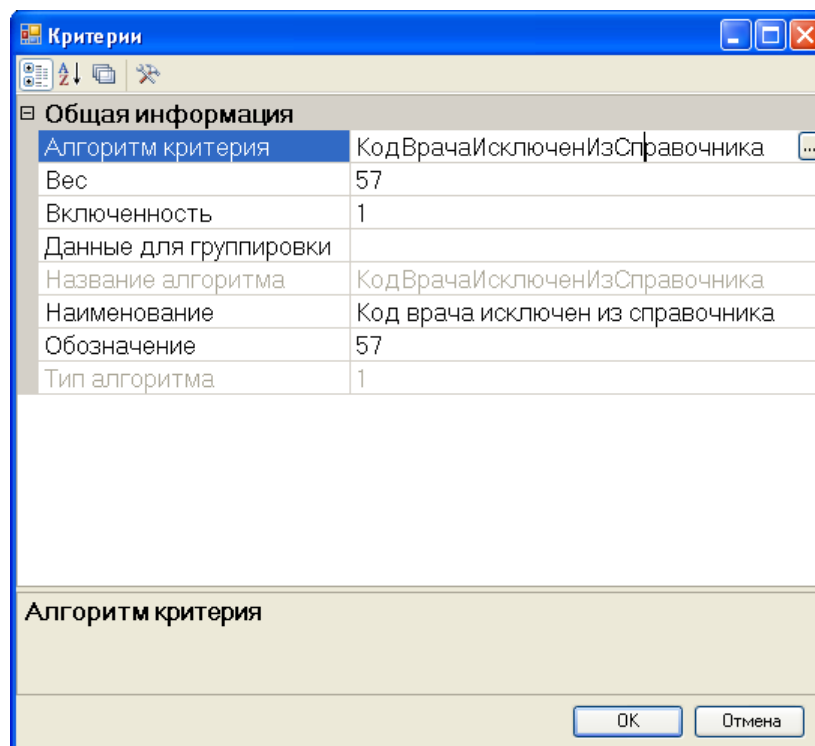 Критерии
Общая информация
Алгоритм критерия КодВрачаИсключенИзСправочника ...
Вес 57
Включенность 1
Данные для группировки
Название алгоритма КодВрачаИсключенИзСправочника
Наименование Код врача исключен из справочника
Обозначение 57
Тип алгоритма 1
Алгоритм критерия
OK Отмена